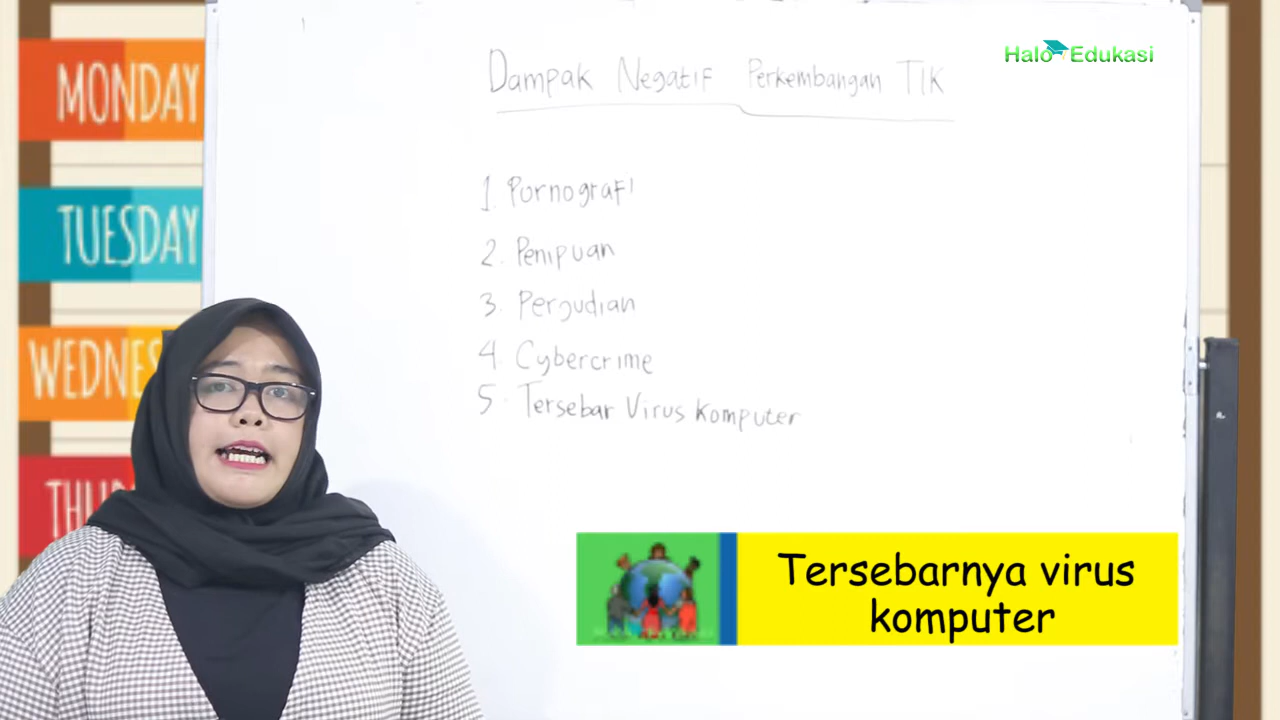 Halo Edukasi
Dampak Negatif Perkembangan TIK
1. Pornografi
2. Penipuan
3. Perjudian
4. Cybercrime
5. Tersebar Virus Komputer
MONDAY
TUESDAY
WEDNES
THU
Tersebarnya virus
komputer